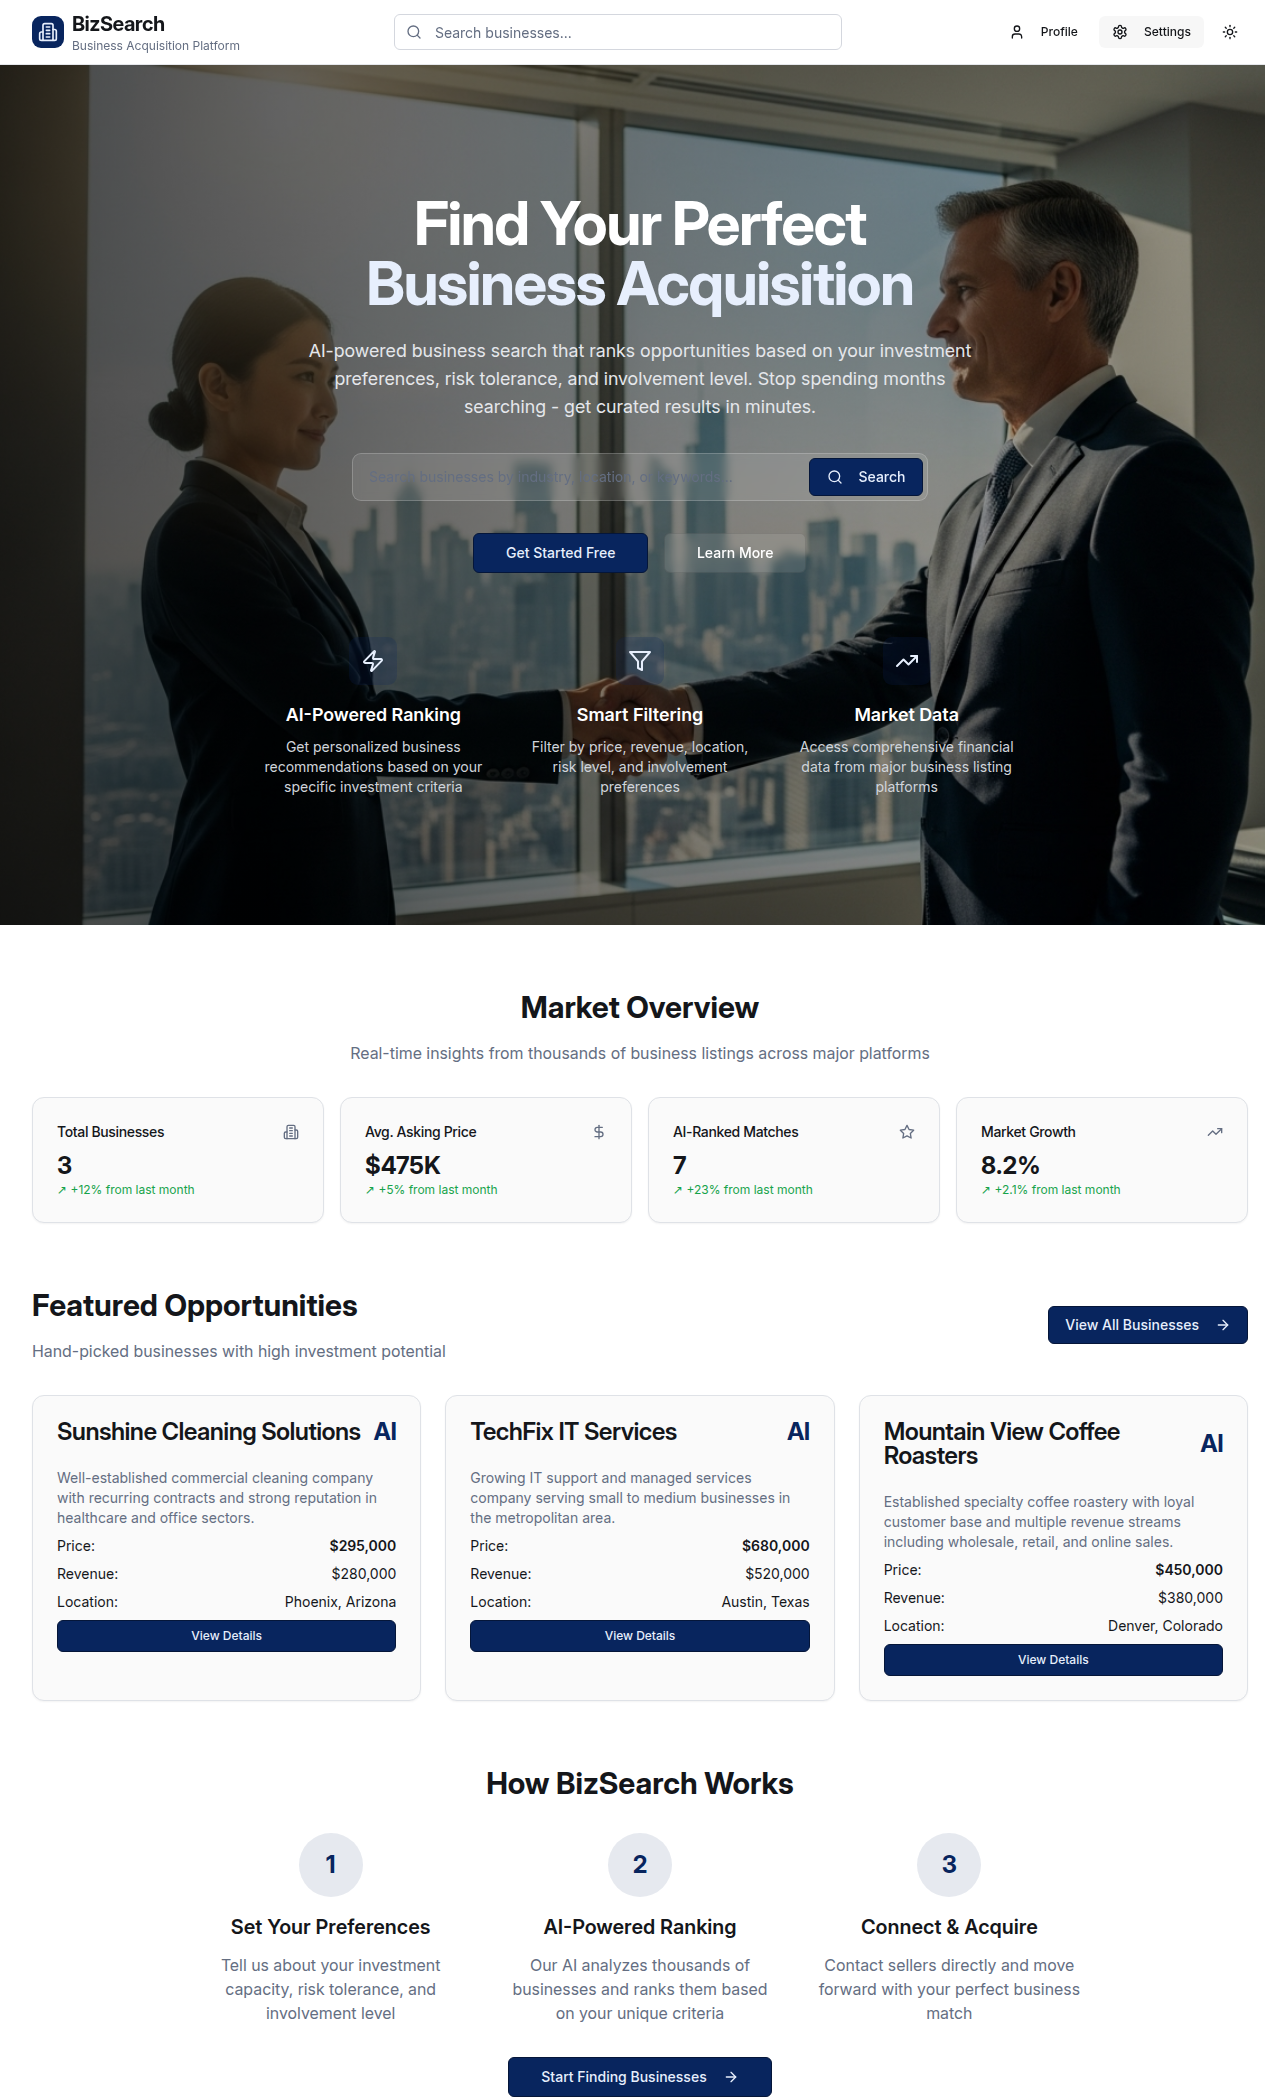 BizSearch
Business Acquisition Platform
Search businesses...
Profile
Settings
Find Your Perfect
Business Acquisition
AI-powered business search that ranks opportunities based on your investment
preferences, risk tolerance, and involvement level. Stop spending months
searching - get curated results in minutes.
Search businesses by industry, location, or keywords...
Search
Get Started Free
Learn More
AI-Powered Ranking
Get personalized business
recommendations based on your
specific investment criteria
Smart Filtering
Filter by price, revenue, location,
risk level, and involvement
preferences
Market Data
Access comprehensive financial
data from major business listing
platforms
Market Overview
Real-time insights from thousands of business listings across major platforms
Total Businesses
3
↗ +12% from last month
Avg. Asking Price
$475K
↗ +5% from last month
AI-Ranked Matches
7
↗ +23% from last month
Market Growth
8.2%
↗ +2.1% from last month
Featured Opportunities
Hand-picked businesses with high investment potential
View All Businesses
Sunshine Cleaning Solutions AI
Well-established commercial cleaning company
with recurring contracts and strong reputation in
healthcare and office sectors.
Price: $295,000
Revenue: $280,000
Location: Phoenix, Arizona
View Details
TechFix IT Services AI
Growing IT support and managed services
company serving small to medium businesses in
the metropolitan area.
Price: $680,000
Revenue: $520,000
Location: Austin, Texas
View Details
Mountain View Coffee
Roasters
AI
Established specialty coffee roastery with loyal
customer base and multiple revenue streams
including wholesale, retail, and online sales.
Price: $450,000
Revenue: $380,000
Location: Denver, Colorado
View Details
How BizSearch Works
1
Set Your Preferences
Tell us about your investment
capacity, risk tolerance, and
involvement level
2
AI-Powered Ranking
Our AI analyzes thousands of
businesses and ranks them based
on your unique criteria
3
Connect & Acquire
Contact sellers directly and move
forward with your perfect business
match
Start Finding Businesses